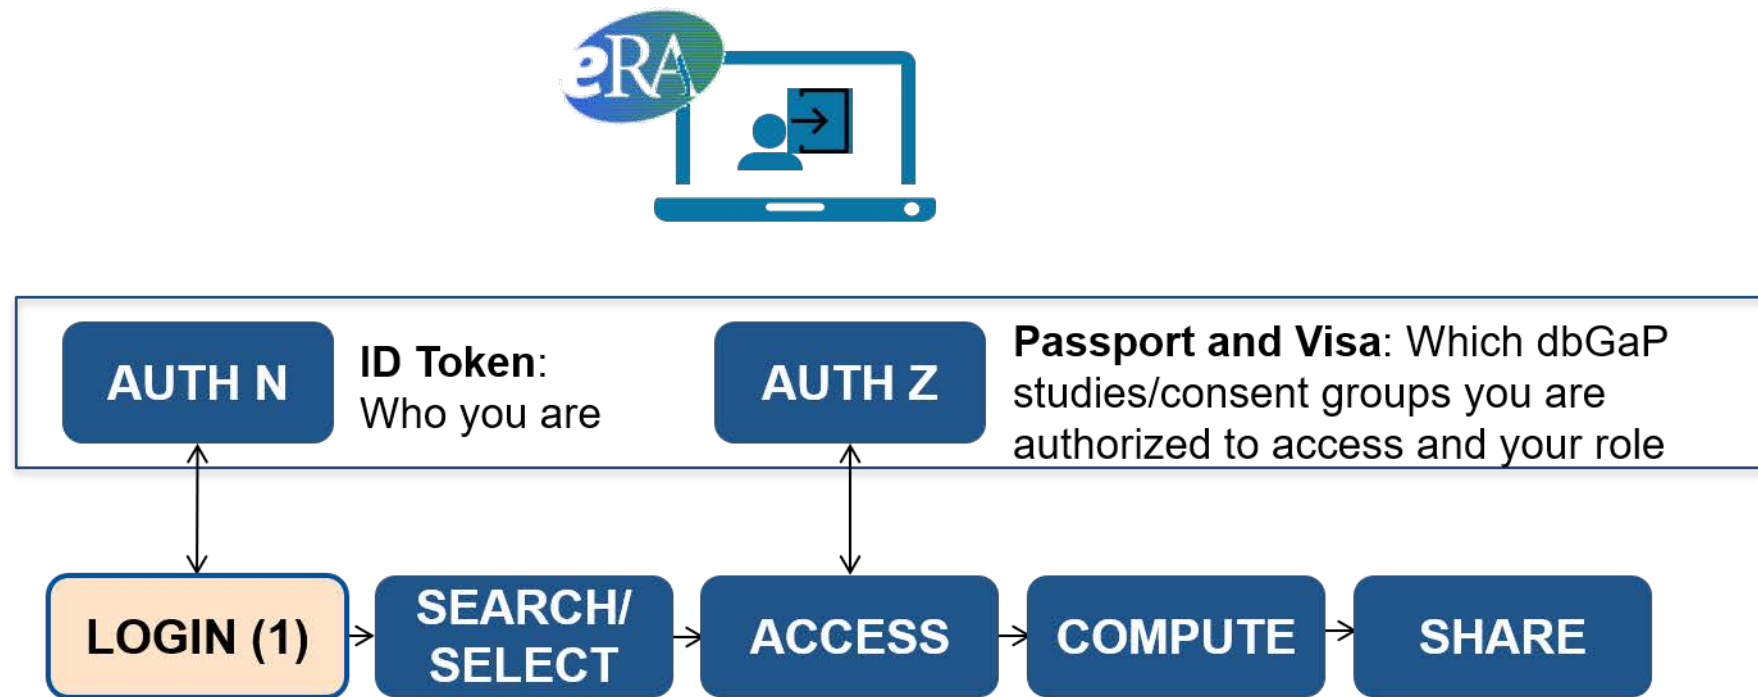 eRA
AUTH N
ID Token:
Who you are
AUTH Z
Passport and Visa: Which dbGaP
studies/consent groups you are
authorized to access and your role
LOGIN (1)
SEARCH/
SELECT
ACCESS
COMPUTE
SHARE